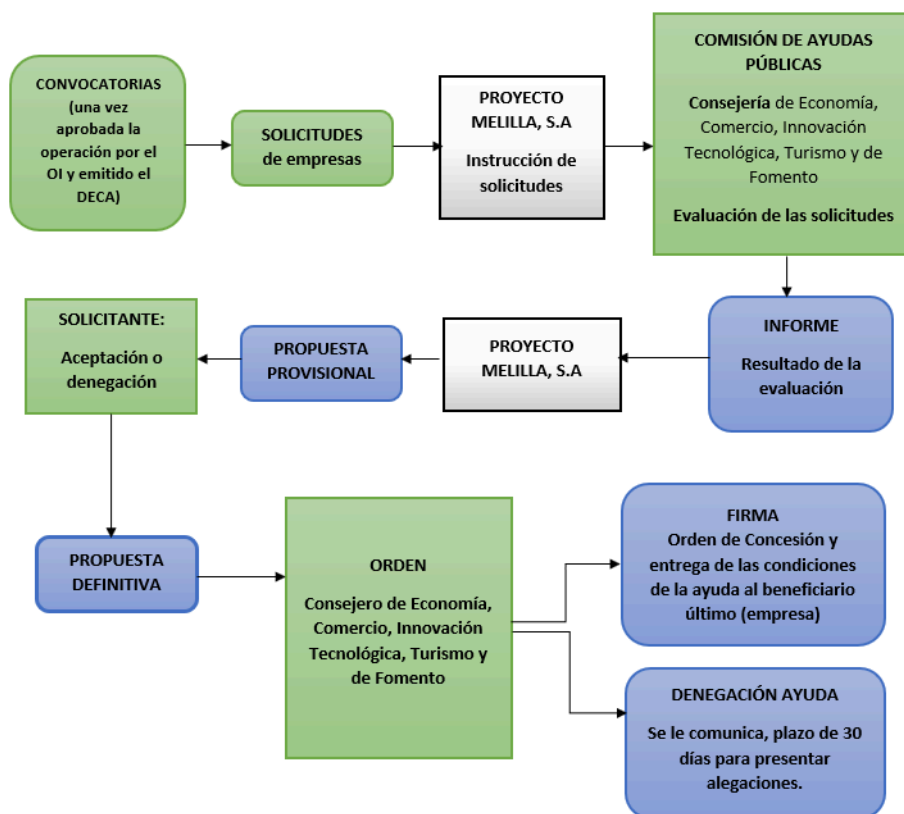 CONVOCATORIAS
(una vez
aprobada la
operación por el
OI y emitido el
DECA)
SOLICITUDES
de empresas
PROYECTO
MELILLA, S.A
Instrucción de
solicitudes
COMISIÓN DE AYUDAS
PÚBLICAS
Consejería de Economía,
Comercio, Innovación
Tecnológica, Turismo y de
Fomento
Evaluación de las solicitudes
SOLICITANTE:
Aceptación o
denegación
PROPUESTA
PROVISIONAL
PROYECTO
MELILLA, S.A
INFORME
Resultado de la
evaluación
PROPUESTA
DEFINITIVA
ORDEN
Consejero de Economía,
Comercio, Innovación
Tecnológica, Turismo y
de Fomento
FIRMA
Orden de Concesión y
entrega de las condiciones
de la ayuda al beneficiario
último (empresa)
DENEGACIÓN AYUDA
Se le comunica, plazo de 30
días para presentar
alegaciones.